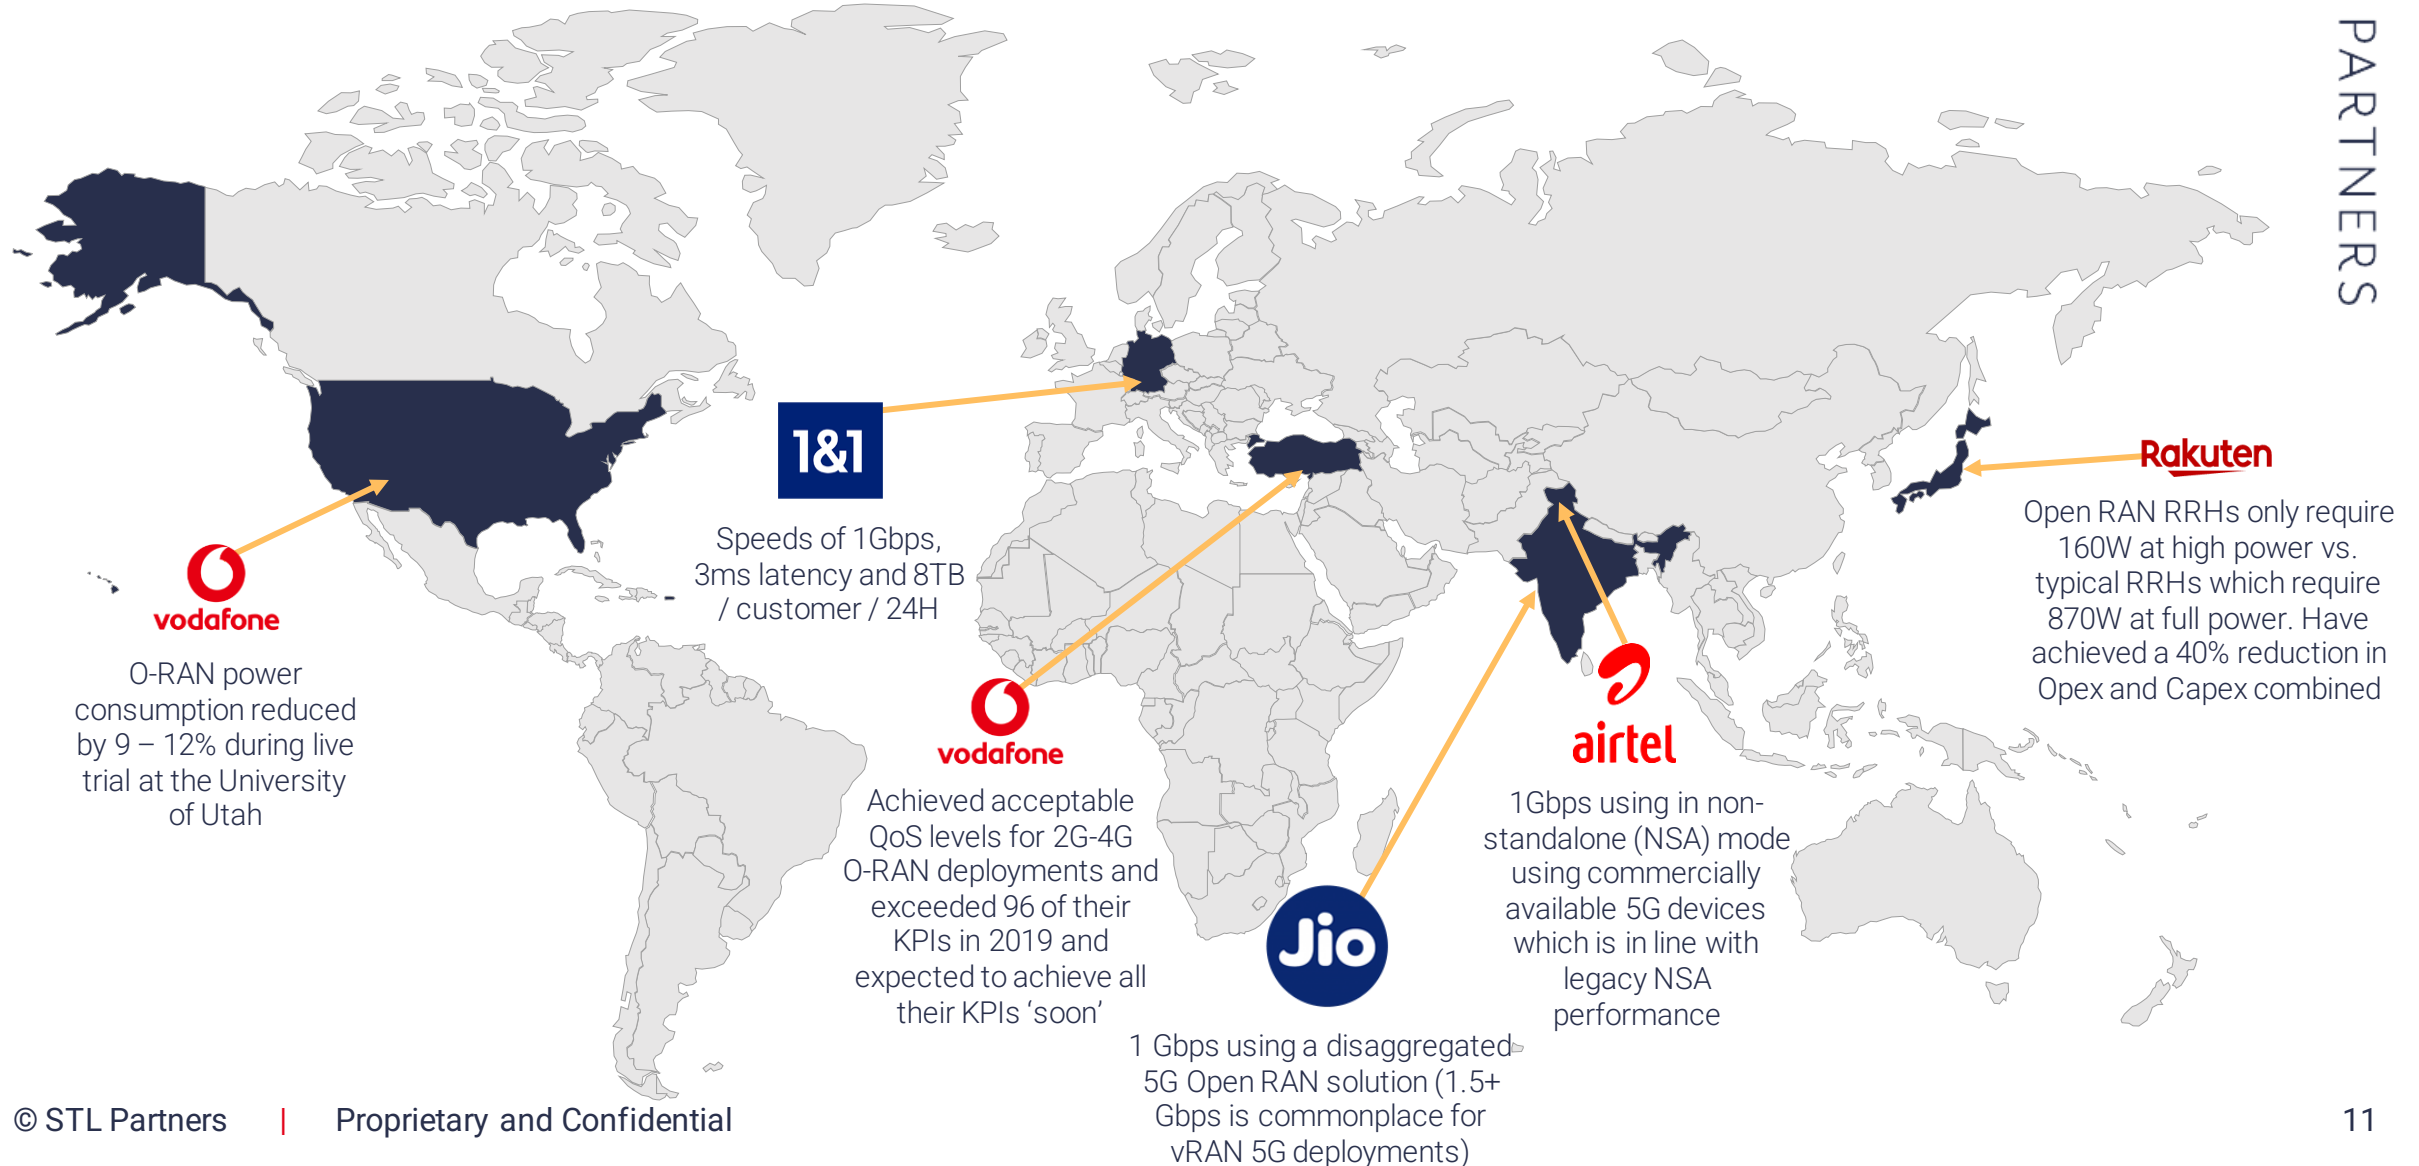 PARTNERS
1&1
Speeds of 1Gbps,
3ms latency and 8TB
/ customer / 24H
Rakuten
Open RAN RRHs only require
160W at high power vs.
typical RRHs which require
870W at full power. Have
achieved a 40% reduction in
Opex and Capex combined
vodafone
O-RAN power
consumption reduced
by 9 – 12% during live
trial at the University
of Utah
vodafone
Achieved acceptable
QoS levels for 2G-4G
O-RAN deployments and
exceeded 96 of their
KPIs in 2019 and
expected to achieve all
their KPIs ‘soon’
airtel
1Gbps using in non-
standalone (NSA) mode
using commercially
available 5G devices
which is in line with
legacy NSA
performance
Jio
1 Gbps using a disaggregated
5G Open RAN solution (1.5+
Gbps is commonplace for
vRAN 5G deployments)
© STL Partners | Proprietary and Confidential
11